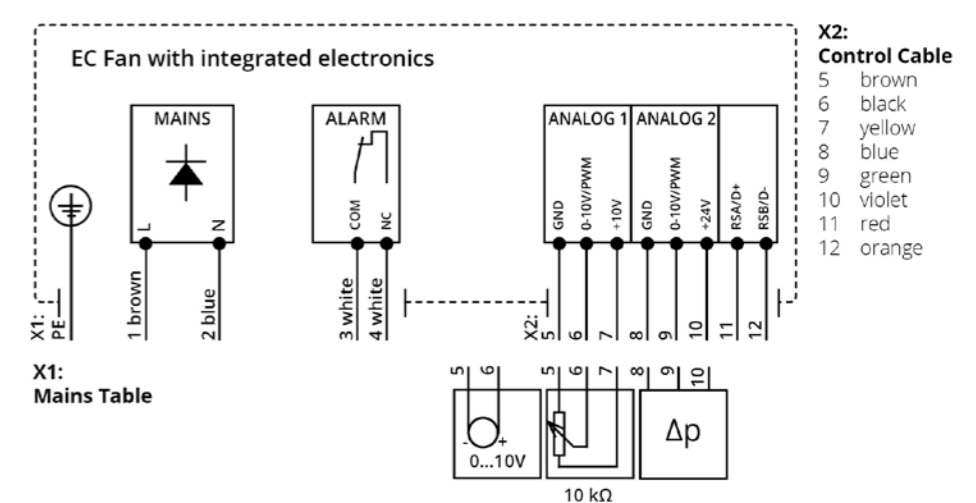 EC Fan with integrated electronics
MAINS
L
N
ALARM
COM
NC
ANALOG 1
GND
0-10V/PWM
+10V
ANALOG 2
GND
0-10V/PWM
+24V
RSA/D+
RSB/D-
X1:
PE
1 brown
2 blue
3 white
4 white
X2:
5
6
7
8
9
10
11
12
X1:
Mains Table
5
6
-
+
0...10V
5
6
7
10 kΩ
8
9
10
Δp
X2:
Control Cable
5 brown
6 black
7 yellow
8 blue
9 green
10 violet
11 red
12 orange